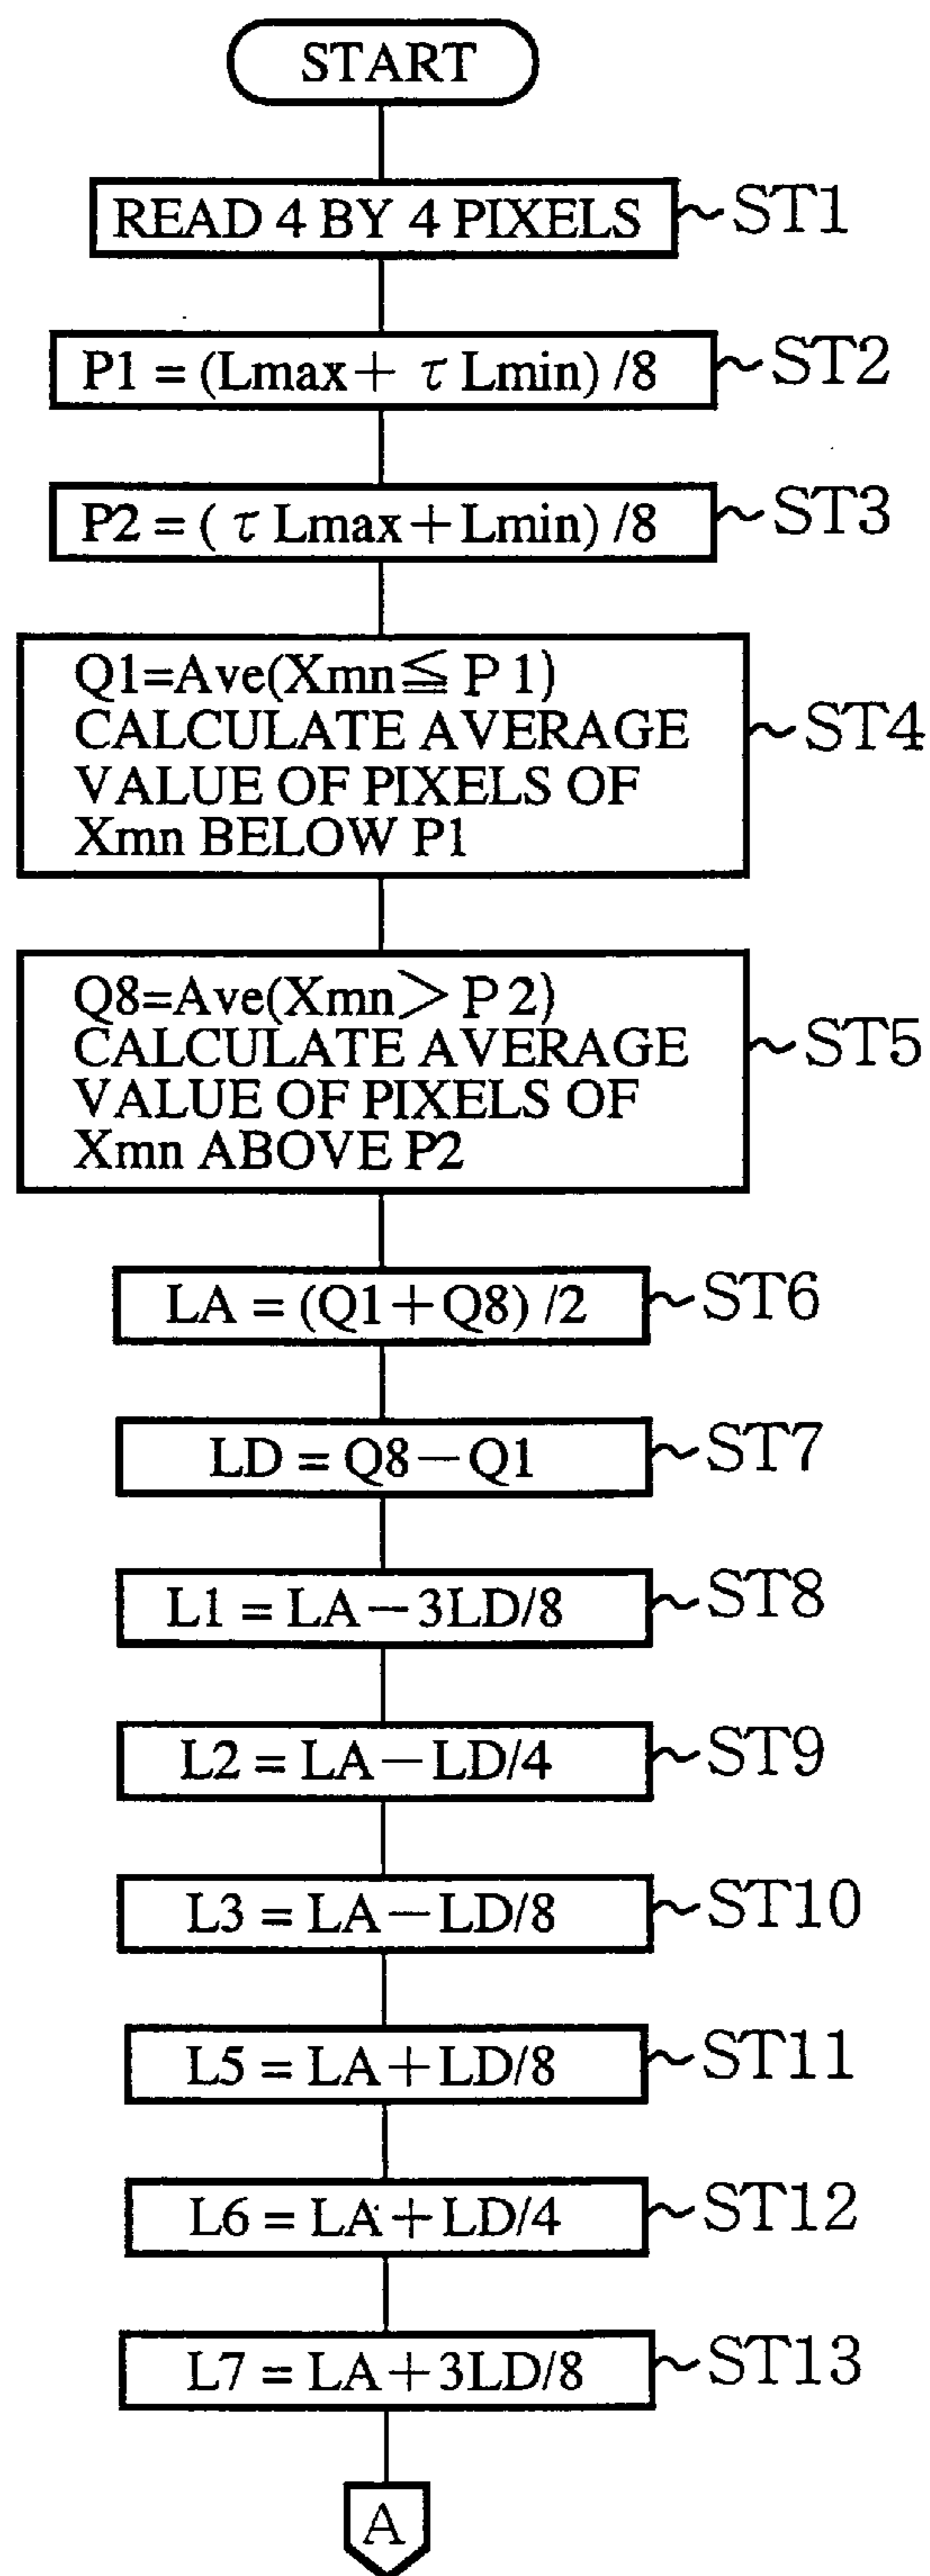 START
READ 4 BY 4 PIXELS
ST1
P1 = (Lmax + τ Lmin) /8
ST2
P2 = ( τ Lmax+Lmin) /8
ST3
Q1=Ave(Xmn≦ P 1)
CALCULATE AVERAGE
VALUE OF PIXELS OF
Xmn BELOW P1
ST4
Q8=Ave(Xmn> P 2)
CALCULATE AVERAGE
VALUE OF PIXELS OF
Xmn ABOVE P2
ST5
LA = (Q1+Q8) /2
ST6
LD = Q8-Q1
ST7
L1 = LA-3LD/8
ST8
L2 = LA-LD/4
ST9
L3 = LA-LD/8
ST10
L5 = LA+LD/8
ST11
L6 = LA+LD/4
ST12
L7 = LA+3LD/8
ST13
A